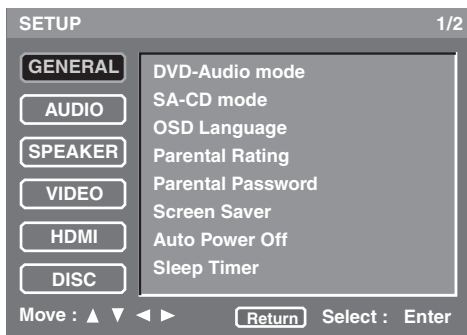 SETUP 1/2
GENERAL
AUDIO
SPEAKER
VIDEO
HDMI
DISC
DVD-Audio mode
SA-CD mode
OSD Language
Parental Rating
Parental Password
Screen Saver
Auto Power Off
Sleep Timer
Move : ▲ ▼ ◄ ► Return Select : Enter